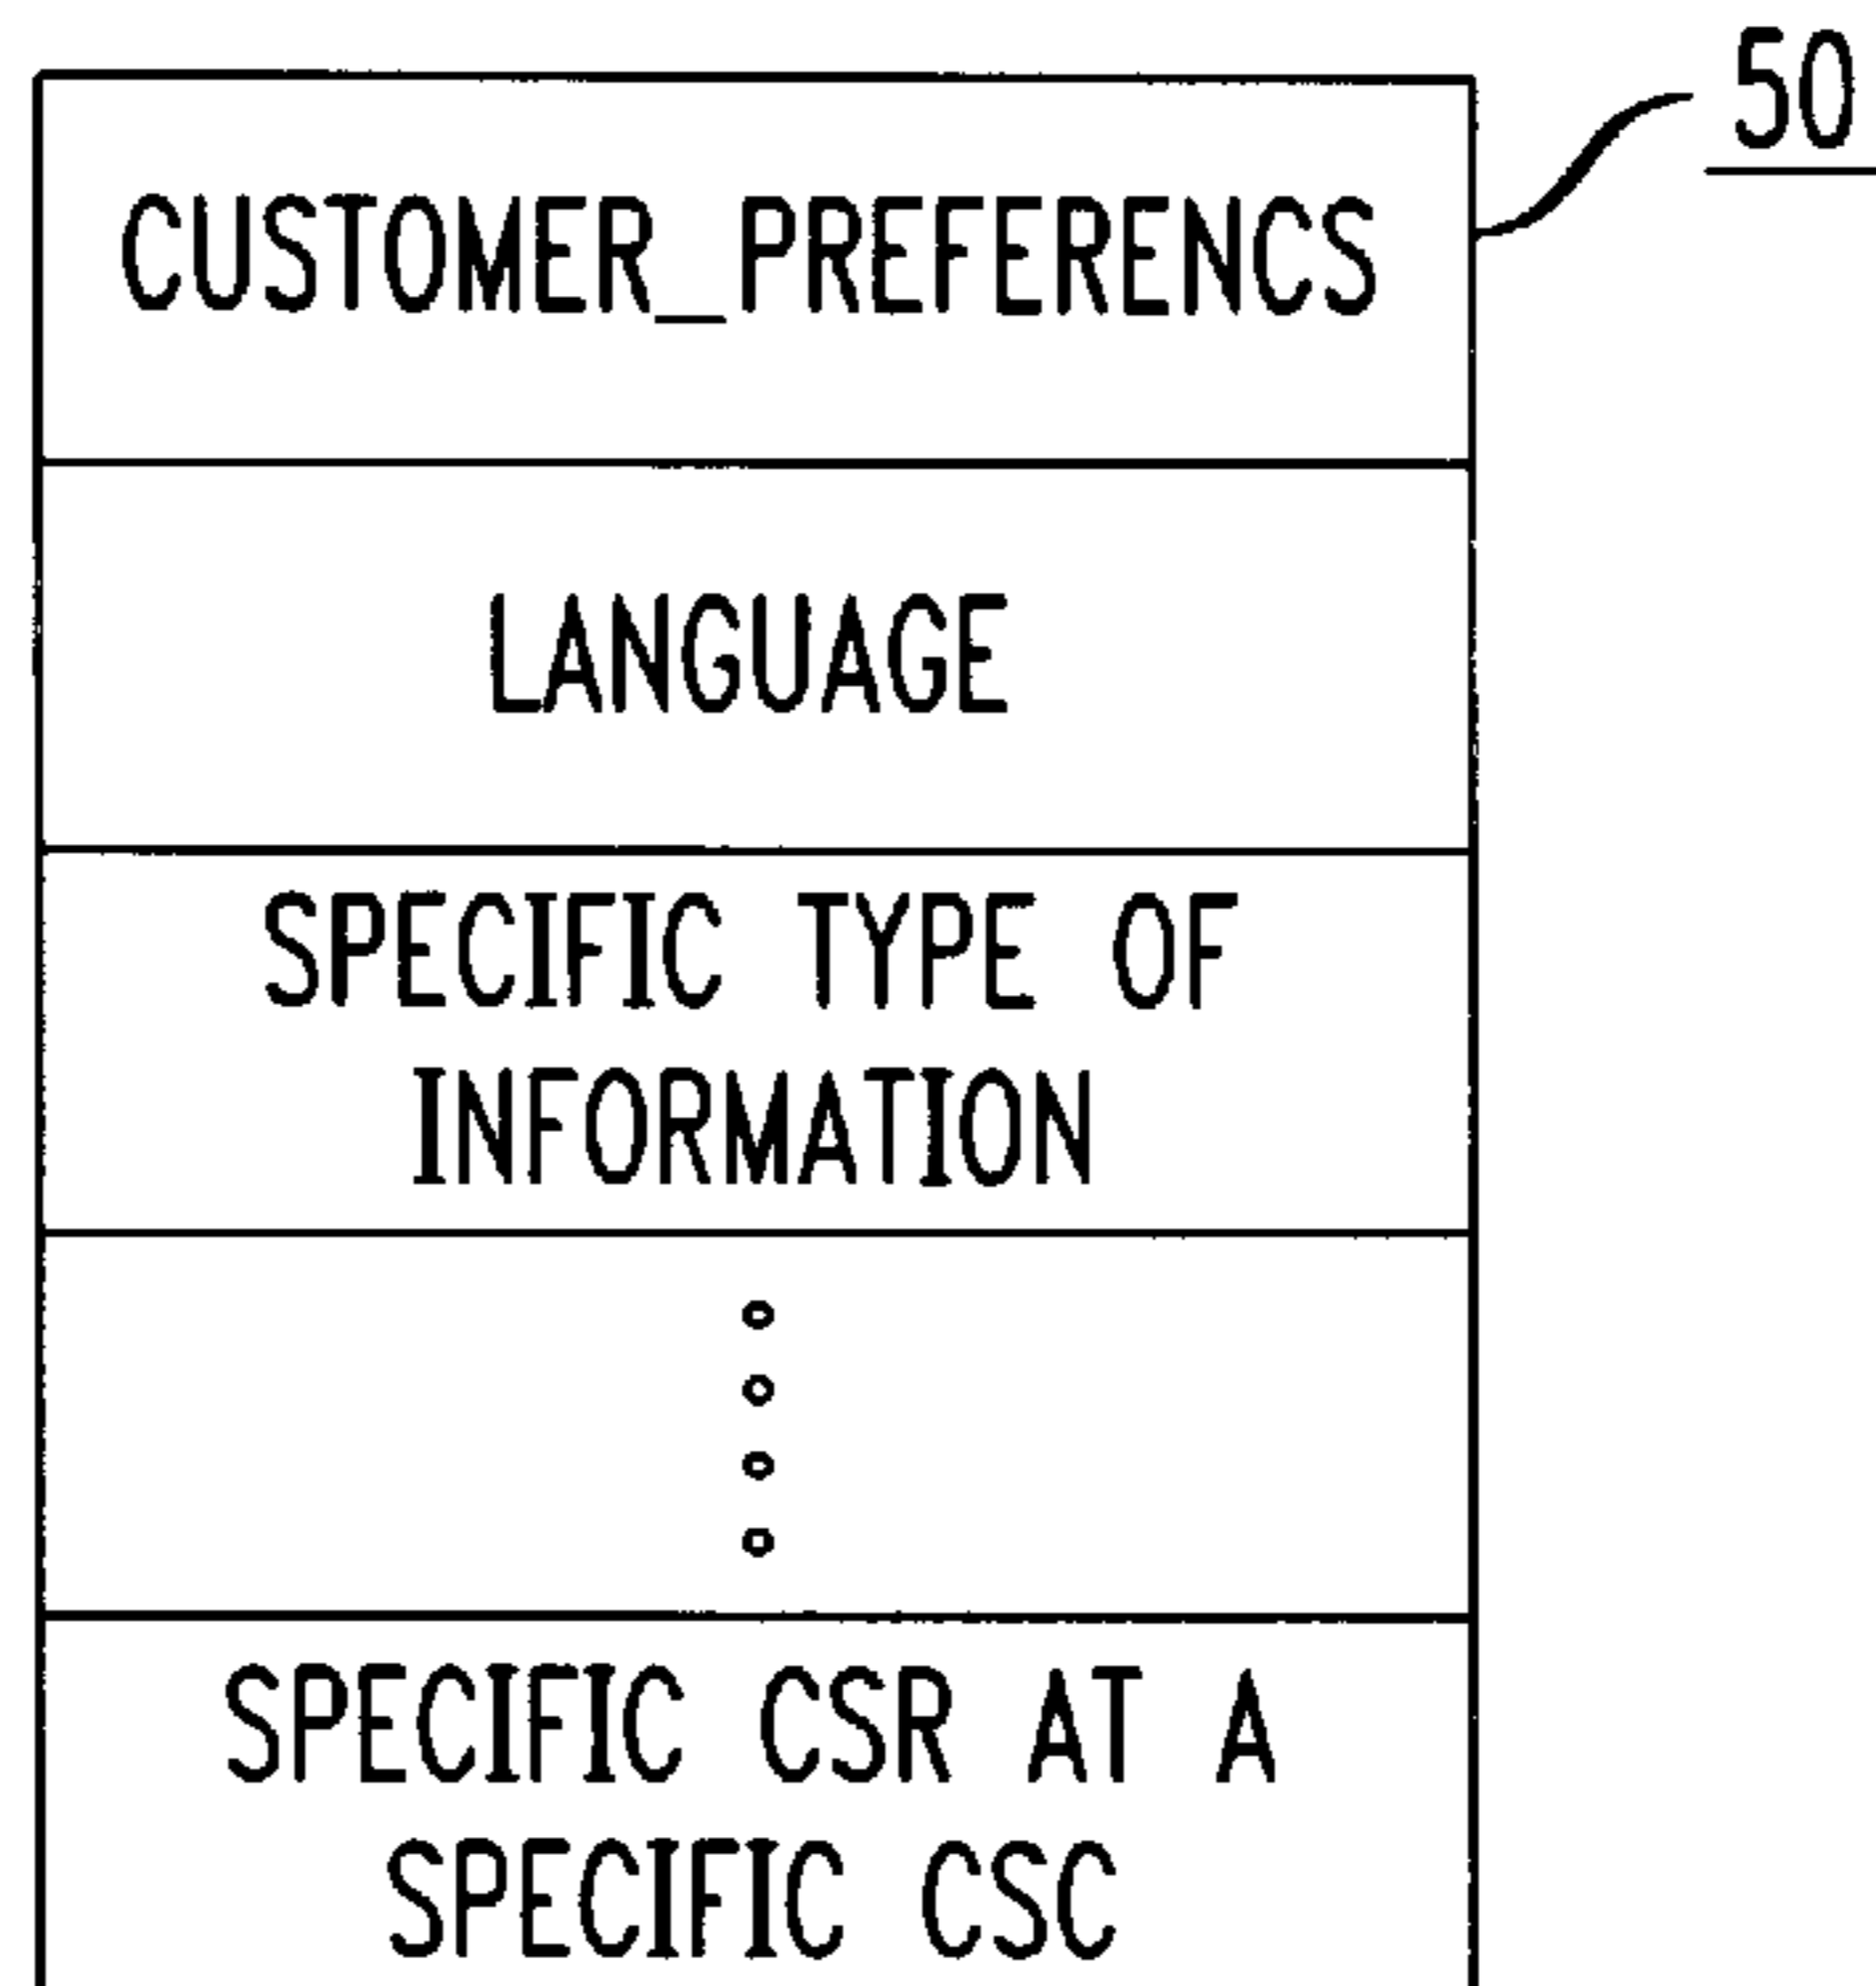 50
CUSTOMER_PREFERENCS
LANGUAGE
SPECIFIC TYPE OF
INFORMATION
SPECIFIC CSR AT A
SPECIFIC CSC